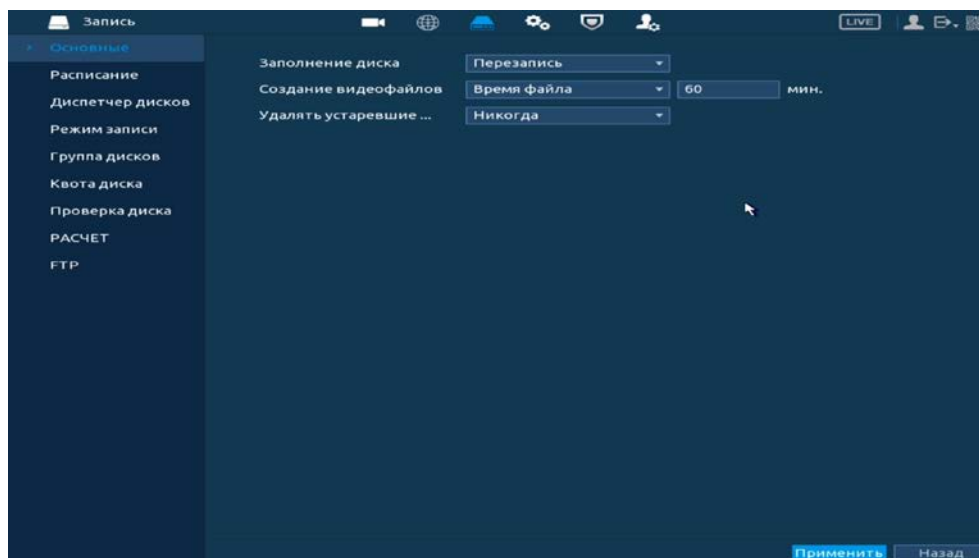 Запись
LIVE
Основные
Расписание
Диспетчер дисков
Режим записи
Группа дисков
Квота диска
Проверка диска
РАСЧЕТ
FTP
Заполнение диска Перезапись
Создание видеофайлов Время файла 60 мин.
Удалять устаревшие ... Никогда
Применить Назад